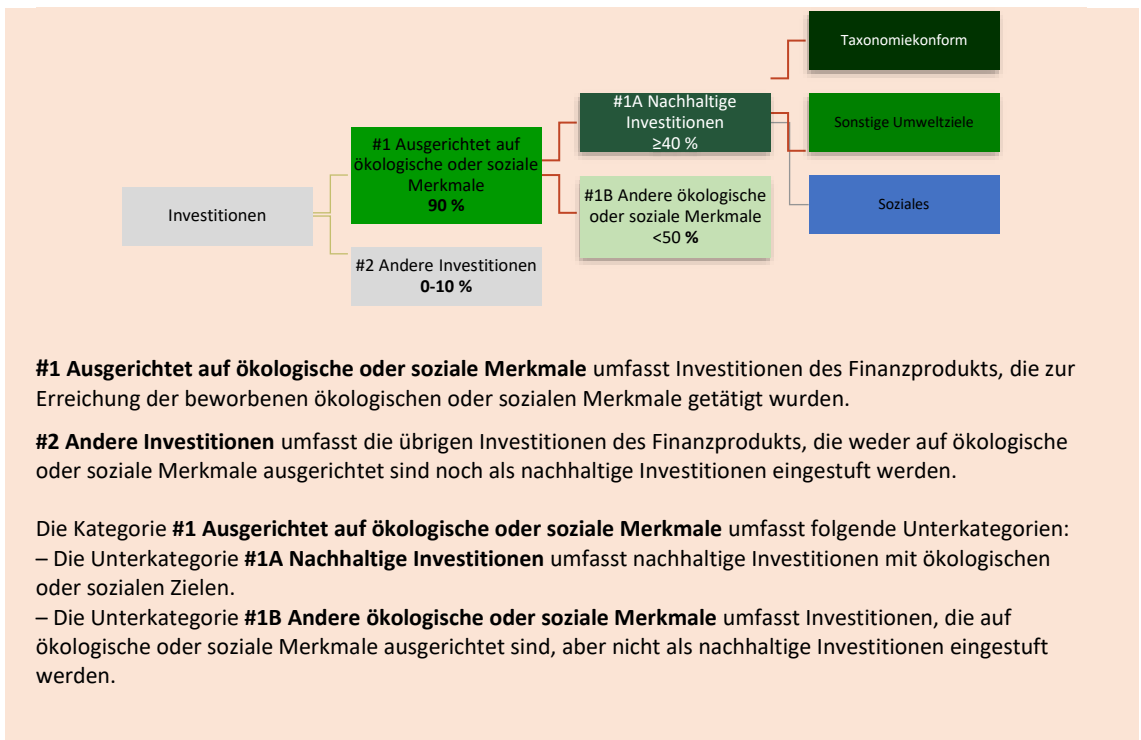 Taxonomiekonform
#1A Nachhaltige
Investitionen
≥40 %
Sonstige Umweltziele
#1 Ausgerichtet auf
ökologische oder soziale
Merkmale
90 %
#1B Andere ökologische
oder soziale Merkmale
<50 %
Soziales
Investitionen
#2 Andere Investitionen
0-10 %
#1 Ausgerichtet auf ökologische oder soziale Merkmale umfasst Investitionen des Finanzprodukts, die zur
Erreichung der beworbenen ökologischen oder sozialen Merkmale getätigt wurden.
#2 Andere Investitionen umfasst die übrigen Investitionen des Finanzprodukts, die weder auf ökologische
oder soziale Merkmale ausgerichtet sind noch als nachhaltige Investitionen eingestuft werden.
Die Kategorie #1 Ausgerichtet auf ökologische oder soziale Merkmale umfasst folgende Unterkategorien:
– Die Unterkategorie #1A Nachhaltige Investitionen umfasst nachhaltige Investitionen mit ökologischen
oder sozialen Zielen.
– Die Unterkategorie #1B Andere ökologische oder soziale Merkmale umfasst Investitionen, die auf
ökologische oder soziale Merkmale ausgerichtet sind, aber nicht als nachhaltige Investitionen eingestuft
werden.